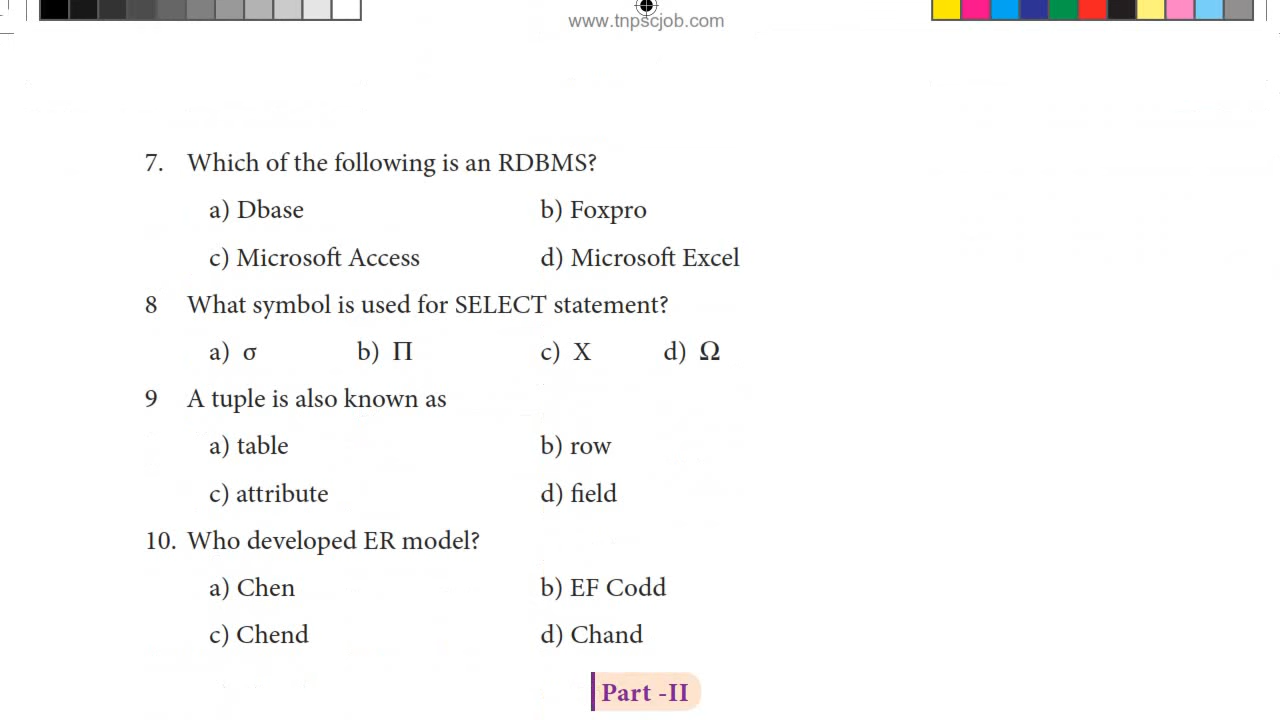 www.tnpscjob.com
7. Which of the following is an RDBMS?
a) Dbase b) Foxpro
c) Microsoft Access d) Microsoft Excel
8 What symbol is used for SELECT statement?
a) σ b) Π c) X d) Ω
9 A tuple is also known as
a) table b) row
c) attribute d) field
10. Who developed ER model?
a) Chen b) EF Codd
c) Chend d) Chand
Part -II